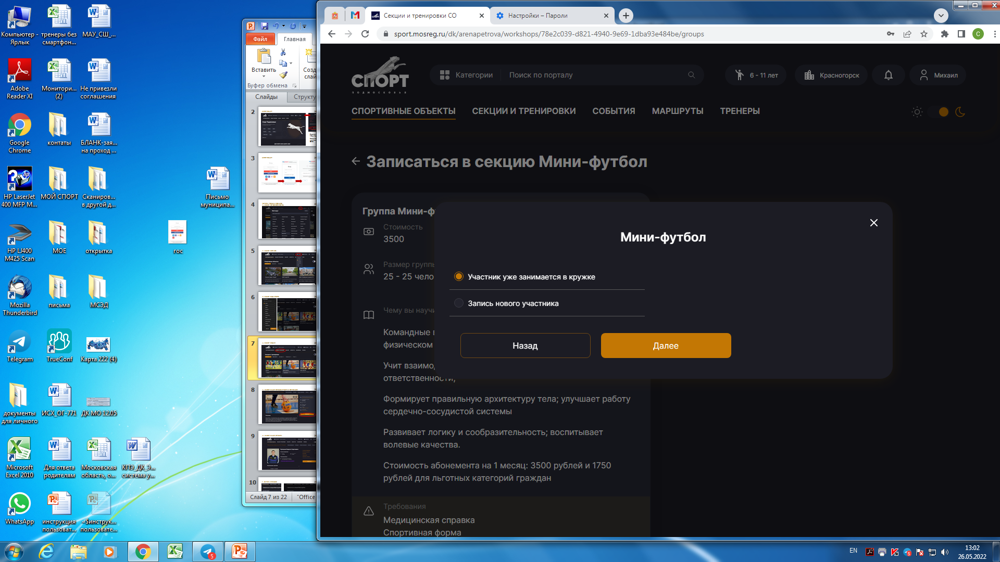 Компьютер - Ярлык
тренеры без смартфон...
МАУ_СШ_...
Adobe Reader XI
Монитори... (2)
Не привезли соглашения
Google Chrome
контаты
БЛАНК-зая... на проход ...
HP LaserJet 400 MFP M...
МОЙ СПОРТ
Сканиров... в другой д...
Письмо муниципа...
HP LJ400 M425 Scan
МОЕ
открытка
гос
Mozilla Thunderbird
письма
МСЭД
Telegram
TrueConf
Карта 222 (4)
документы для личного
ИСХ_ОГ-771
ДК МО 12.05
Microsoft Excel 2010
Для ответа родителям
Московская область, о...
КПЭ_ДК_Э... система у...
WhatsApp
инструкция пользоват...
~$инструк... пользовате...
Файл
Главная
Вставить
Созд
слай
Буфер обмена
Слайды
Структу
2
3
4
5
6
7
8
9
10
Слайд 7 из 22
"Office
Секции и тренировки СО
Настройки – Пароли
sport.mosreg.ru/dk/arenapetrova/workshops/78e2c039-d821-4940-9e69-1dba93e484be/groups
С
СПОРТ
ПОДМОСКОВЬЕ
Категории
Поиск по порталу
6 - 11 лет
Красногорск
Михаил
СПОРТИВНЫЕ ОБЪЕКТЫ
СЕКЦИИ И ТРЕНИРОВКИ
СОБЫТИЯ
МАРШРУТЫ
ТРЕНЕРЫ
Записаться в секцию Мини-футбол
Группа Мини-ф
Стоимость
3500
Размер группы
25 - 25 чело
Чему вы научи
Командные
физическом
Учит взаимо
ответственности;
Формирует правильную архитектуру тела; улучшает работу
сердечно-сосудистой системы
Развивает логику и сообразительность; воспитывает
волевые качества.
Стоимость абонемента на 1 месяц: 3500 рублей и 1750
рублей для льготных категорий граждан
Требования
Медицинская справка
Спортивная форма
Мини-футбол
Участник уже занимается в кружке
Запись нового участника
Назад
Далее
5
EN
13:02
26.05.2022